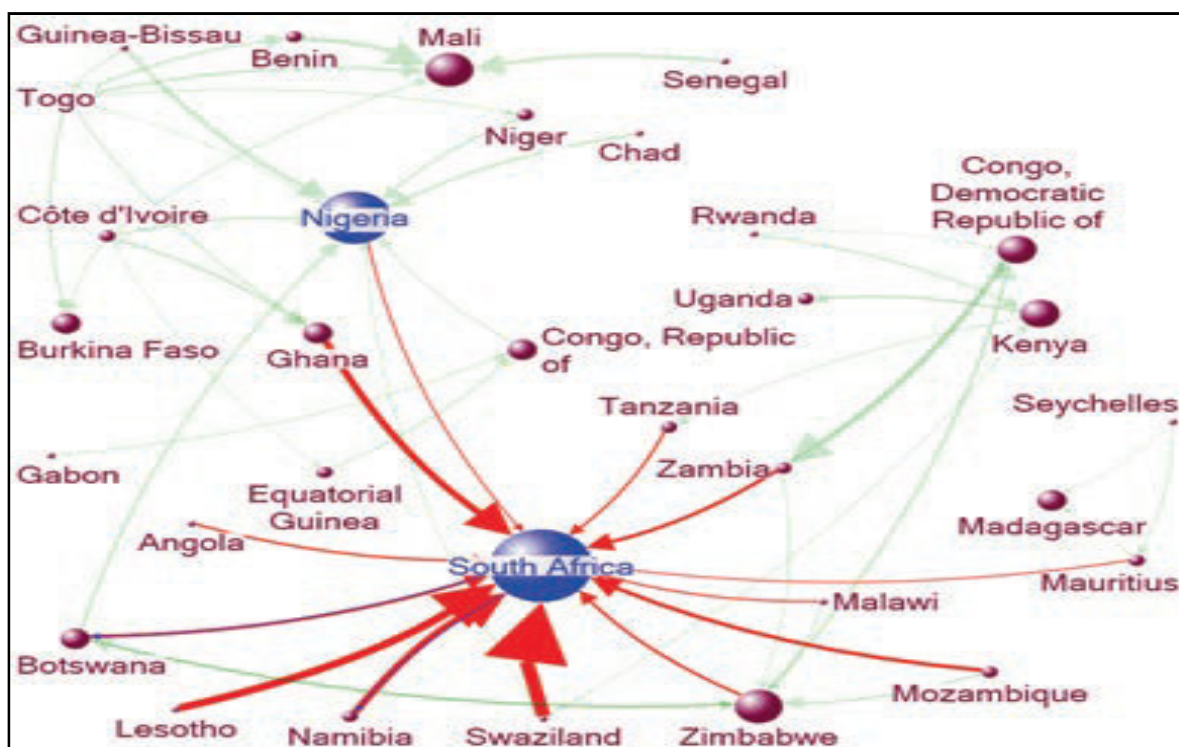 Guinea-Bissau
Benin
Mali
Togo
Senegal
Niger
Chad
Congo,
Democratic
Republic of
Côte d'Ivoire
Nigeria
Rwanda
Uganda
Burkina Faso
Ghana
Congo, Republic
of
Kenya
Tanzania
Seychelles
Gabon
Equatorial
Guinea
Zambia
Madagascar
Angola
South Africa
Mauritius
Malawi
Botswana
Mozambique
Lesotho
Namibia
Swaziland
Zimbabwe